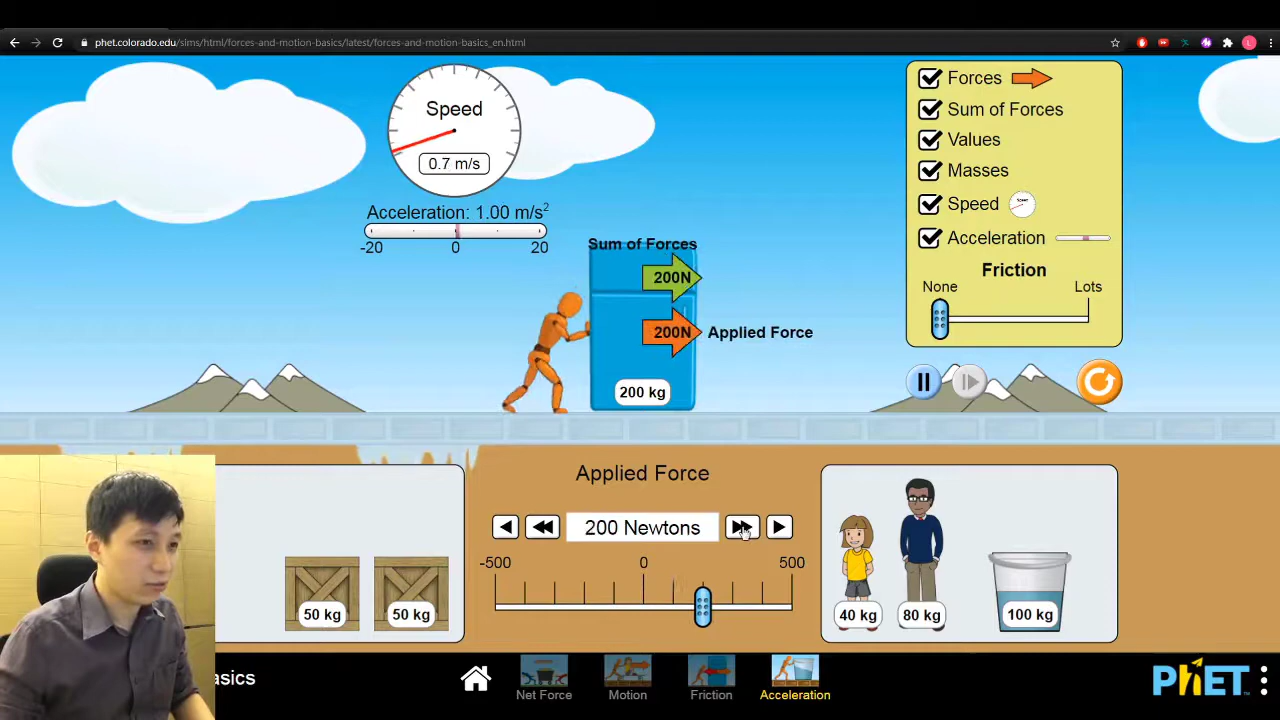 phet.colorado.edu/sims/html/forces-and-motion-basics/latest/forces-and-motion-basics_en.html
L
Speed
0.7 m/s
Acceleration: 1.00 m/s²
-20
0
20
Forces
Sum of Forces
Values
Masses
Speed
Acceleration
Friction
None
Lots
Sum of Forces
200N
200N
Applied Force
200 kg
Applied Force
200 Newtons
-500
0
500
50 kg
50 kg
40 kg
80 kg
100 kg
asics
Net Force
Motion
Friction
Acceleration
PhET